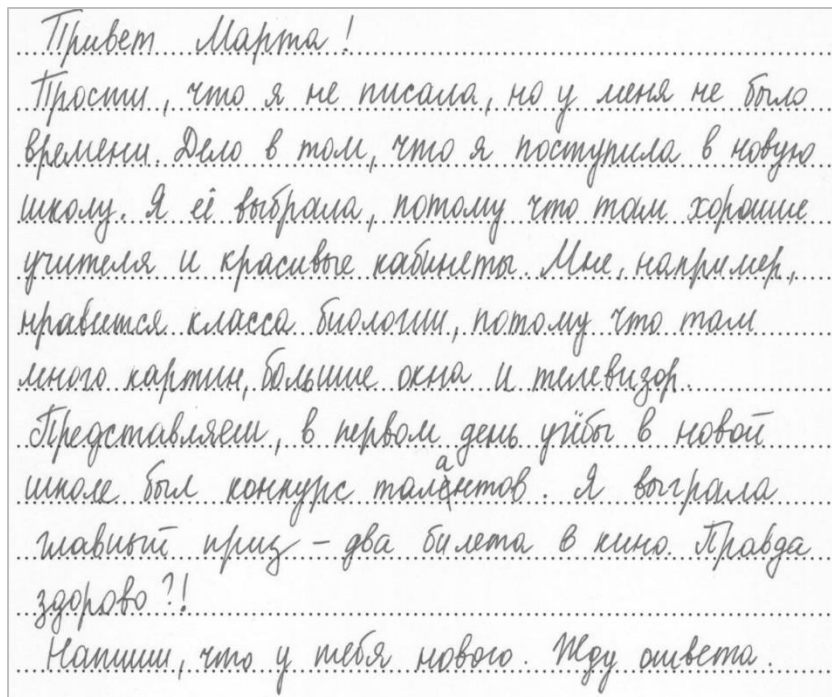 Привет Марта!
Прости, что я не писала, но у меня не было
времени. Дело в том, что я поступила в новую
школу. Я её выбрала, потому что там хорошие
учителя и красивые кабинеты. Мне, например,
нравится класса биологии, потому что там
много картин, большие окна и телевизор.
Представляеш, в первом день учёбы в новой
школе был конкурс талантов. Я выграла
главный приз – два билета в кино. Правда
здорово?!
Напиши, что у тебя нового. Жду ответа.